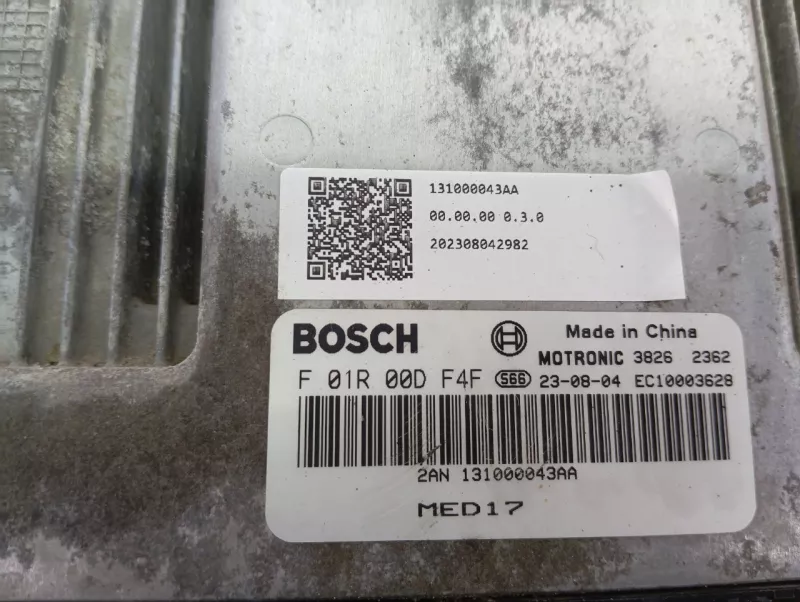 131000043AA
00.00.00 0.3.0
202308042982
BOSCH Made in China
MOTRONIC 3826 2362
F 01R 00D F4F S66 23-08-04 EC10003628
2AN 131000043AA
MED17